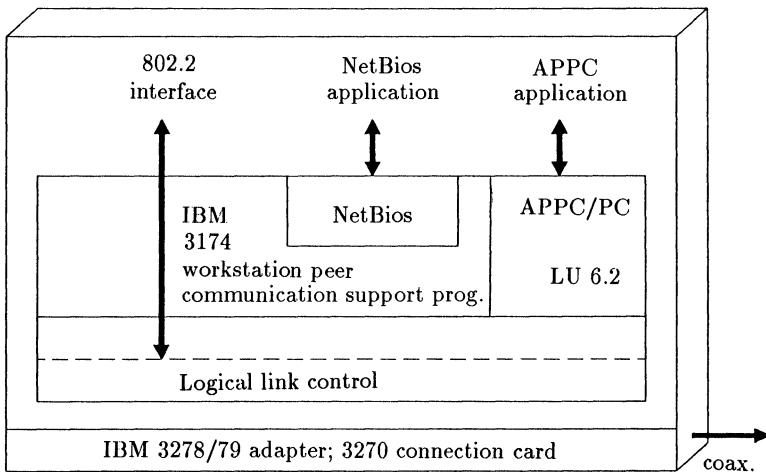 802.2
interface
NetBios
application
APPC
application
IBM
3174
workstation peer
communication support prog.
NetBios
APPC/PC
LU 6.2
Logical link control
IBM 3278/79 adapter; 3270 connection card
coax.